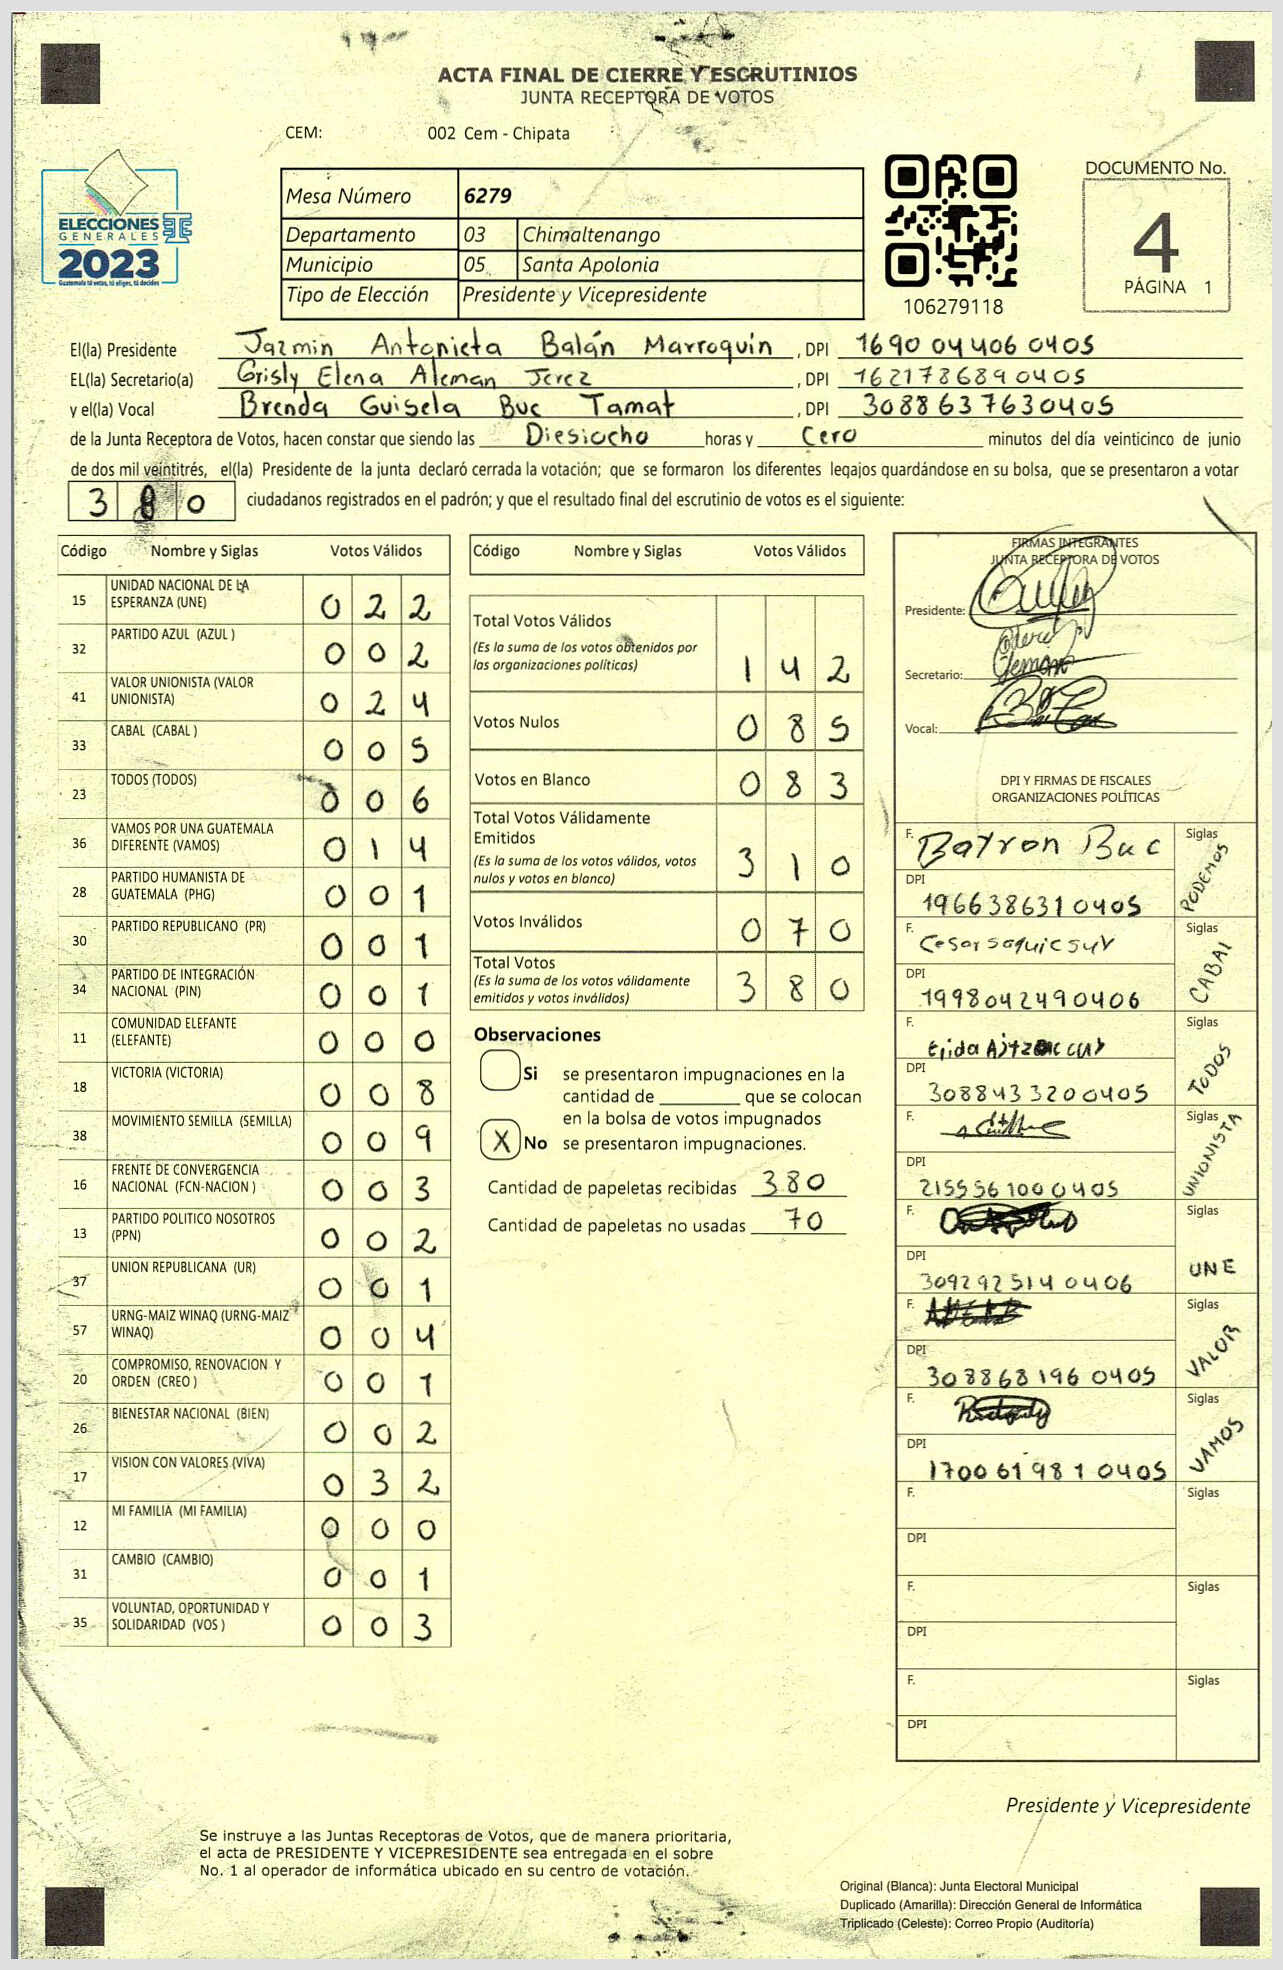 ACTA FINAL DE CIERRE Y ESCRUTINIOS
JUNTA RECEPTORA DE VOTOS
CEM: 002 Cem - Chipata
ELECCIONES
GENERALES
2023
Guatemala tú votas, tú eliges, tú decides
Mesa Número 6279
Departamento 03 Chimaltenango
Municipio 05 Santa Apolonia
Tipo de Elección Presidente y Vicepresidente
106279118
DOCUMENTO No.
4
PÁGINA 1
El(la) Presidente Jazmin Antonieta Balán Marroquín , DPI 1690 04406 0405
EL(la) Secretario(a) Grisly Elena Aleman Jerez , DPI 1621786890405
y el(la) Vocal Brenda Guisela Buc Tamat , DPI 3088637630405
de la Junta Receptora de Votos, hacen constar que siendo las Diesiocho horas y Cero minutos del día veinticinco de junio
de dos mil veintitrés, el(la) Presidente de la junta declaró cerrada la votación; que se formaron los diferentes legajos guardándose en su bolsa, que se presentaron a votar
3 8 0 ciudadanos registrados en el padrón; y que el resultado final del escrutinio de votos es el siguiente:
Código Nombre y Siglas Votos Válidos
15 UNIDAD NACIONAL DE LA ESPERANZA (UNE) 0 2 2
32 PARTIDO AZUL (AZUL ) 0 0 2
41 VALOR UNIONISTA (VALOR UNIONISTA) 0 2 4
33 CABAL (CABAL ) 0 0 5
23 TODOS (TODOS) 0 0 6
36 VAMOS POR UNA GUATEMALA DIFERENTE (VAMOS) 0 1 4
28 PARTIDO HUMANISTA DE GUATEMALA (PHG) 0 0 1
30 PARTIDO REPUBLICANO (PR) 0 0 1
34 PARTIDO DE INTEGRACIÓN NACIONAL (PIN) 0 0 1
11 COMUNIDAD ELEFANTE (ELEFANTE) 0 0 0
18 VICTORIA (VICTORIA) 0 0 8
38 MOVIMIENTO SEMILLA (SEMILLA) 0 0 9
16 FRENTE DE CONVERGENCIA NACIONAL (FCN-NACION ) 0 0 3
13 PARTIDO POLITICO NOSOTROS (PPN) 0 0 2
37 UNION REPUBLICANA (UR) 0 0 1
57 URNG-MAIZ WINAQ (URNG-MAIZ WINAQ) 0 0 4
20 COMPROMISO, RENOVACION Y ORDEN (CREO ) 0 0 1
26 BIENESTAR NACIONAL (BIEN) 0 0 2
17 VISION CON VALORES (VIVA) 0 3 2
12 MI FAMILIA (MI FAMILIA) 0 0 0
31 CAMBIO (CAMBIO) 0 0 1
35 VOLUNTAD, OPORTUNIDAD Y SOLIDARIDAD (VOS ) 0 0 3
Código Nombre y Siglas Votos Válidos
Total Votos Válidos
(Es la suma de los votos obtenidos por
las organizaciones políticas) 1 4 2
Votos Nulos 0 8 5
Votos en Blanco 0 8 3
Total Votos Válidamente
Emitidos
(Es la suma de los votos válidos, votos
nulos y votos en blanco) 3 1 0
Votos Inválidos 0 7 0
Total Votos
(Es la suma de los votos válidamente
emitidos y votos inválidos) 3 8 0
Observaciones
Si se presentaron impugnaciones en la
cantidad de ________ que se colocan
en la bolsa de votos impugnados
X No se presentaron impugnaciones.
Cantidad de papeletas recibidas 380
Cantidad de papeletas no usadas 70
FIRMAS INTEGRANTES
JUNTA RECEPTORA DE VOTOS
Presidente:
Secretario:
Vocal:
DPI Y FIRMAS DE FISCALES
ORGANIZACIONES POLÍTICAS
F. Bayron Buc Siglas PODEMOS
DPI 1966386310405
F. Siglas CABAL
DPI 1998042490406
F. Siglas TODOS
DPI 3088433200405
F. Siglas UNIONISTA
DPI 2155561000405
F. Siglas UNE
DPI 3092925140406
F. Siglas VALOR
DPI 3088681960405
F. Siglas VAMOS
DPI 1700619810405
F. Siglas
DPI
F. Siglas
DPI
F. Siglas
DPI
Presidente y Vicepresidente
Se instruye a las Juntas Receptoras de Votos, que de manera prioritaria,
el acta de PRESIDENTE Y VICEPRESIDENTE sea entregada en el sobre
No. 1 al operador de informática ubicado en su centro de votación.
Original (Blanca): Junta Electoral Municipal
Duplicado (Amarilla): Dirección General de Informática
Triplicado (Celeste): Correo Propio (Auditoría)